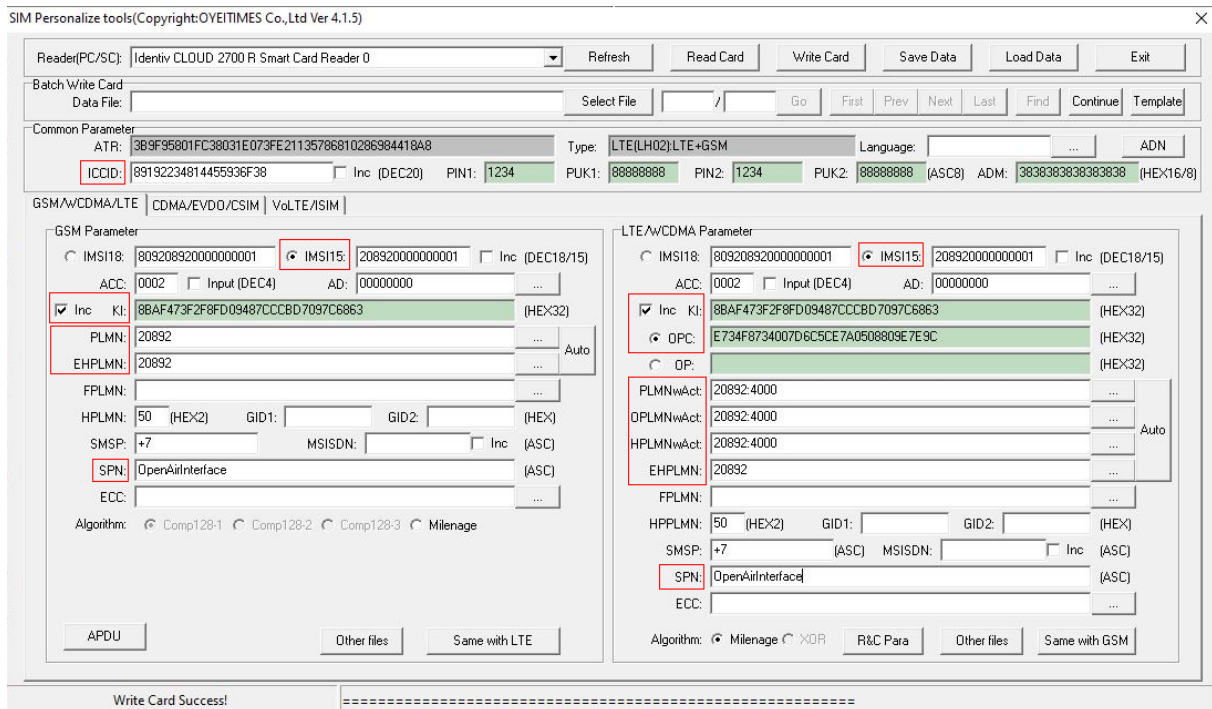 SIM Personalize tools(Copyright:OYEITIMES Co.,Ltd Ver 4.1.5)
Reader(PC/SC): Identiv CLOUD 2700 R Smart Card Reader 0 Refresh Read Card Write Card Save Data Load Data Exit
Batch Write Card
Data File: Select File / Go First Prev Next Last Find Continue Template
Common Parameter
ATR: 3B9F95801FC38031E073FE21135786810286984418A8 Type: LTE(LH02):LTE+GSM Language: ... ADN
ICCID: 89192234814455936F38 Inc (DEC20) PIN1: 1234 PUK1: 88888888 PIN2: 1234 PUK2: 88888888 (ASC8) ADM: 3838383838383838 (HEX16/8)
GSM/WCDMA/LTE CDMA/EVDO/CSIM VoLTE/ISIM
GSM Parameter
IMSI18: 809208920000000001 IMSI15: 208920000000001 Inc (DEC18/15)
ACC: 0002 Input (DEC4) AD: 00000000 ...
Inc KI: 8BAF473F2F8FD09487CCCBD7097C6863 (HEX32)
PLMN: 20892 ...
Auto
EHPLMN: 20892 ...
FPLMN: ...
HPLMN: 50 (HEX2) GID1: GID2: (HEX)
SMSP: +7 MSISDN: Inc (ASC)
SPN: OpenAirInterface (ASC)
ECC: ...
Algorithm: Comp128-1 Comp128-2 Comp128-3 Milenage
APDU Other files Same with LTE
LTE/WCDMA Parameter
IMSI18: 809208920000000001 IMSI15: 208920000000001 Inc (DEC18/15)
ACC: 0002 Input (DEC4) AD: 00000000 ...
Inc KI: 8BAF473F2F8FD09487CCCBD7097C6863 (HEX32)
OPC: E734F8734007D6C5CE7A0508809E7E9C (HEX32)
OP: (HEX32)
PLMNwAct: 20892:4000 ...
OPLMNwAct: 20892:4000 ...
Auto
HPLMNwAct: 20892:4000 ...
EHPLMN: 20892 ...
FPLMN: ...
HPPLMN: 50 (HEX2) GID1: GID2: (HEX)
SMSP: +7 (ASC) MSISDN: Inc (ASC)
SPN: OpenAirInterface (ASC)
ECC: ...
Algorithm: Milenage XOR R&C Para Other files Same with GSM
Write Card Success! ==========================================================